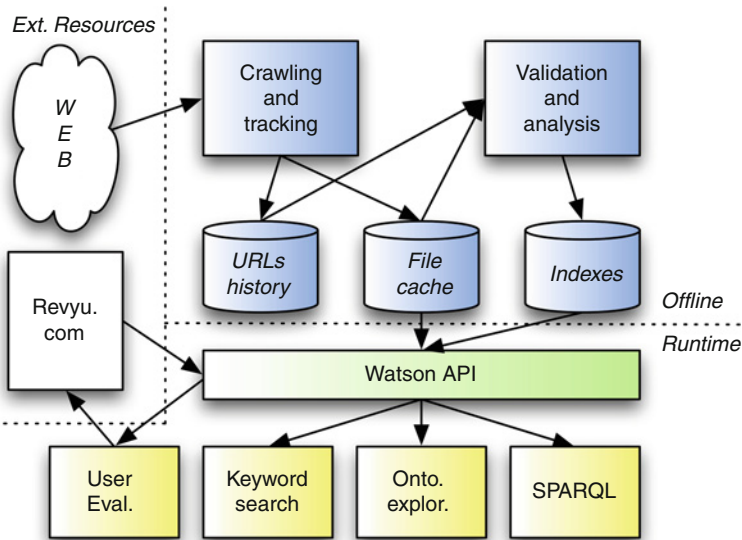 Ext. Resources
W
E
B
Crawling
and
tracking
Validation
and
analysis
URLs
history
File
cache
Indexes
Offline
Runtime
Revyu.
com
Watson API
User
Eval.
Keyword
search
Onto.
explor.
SPARQL